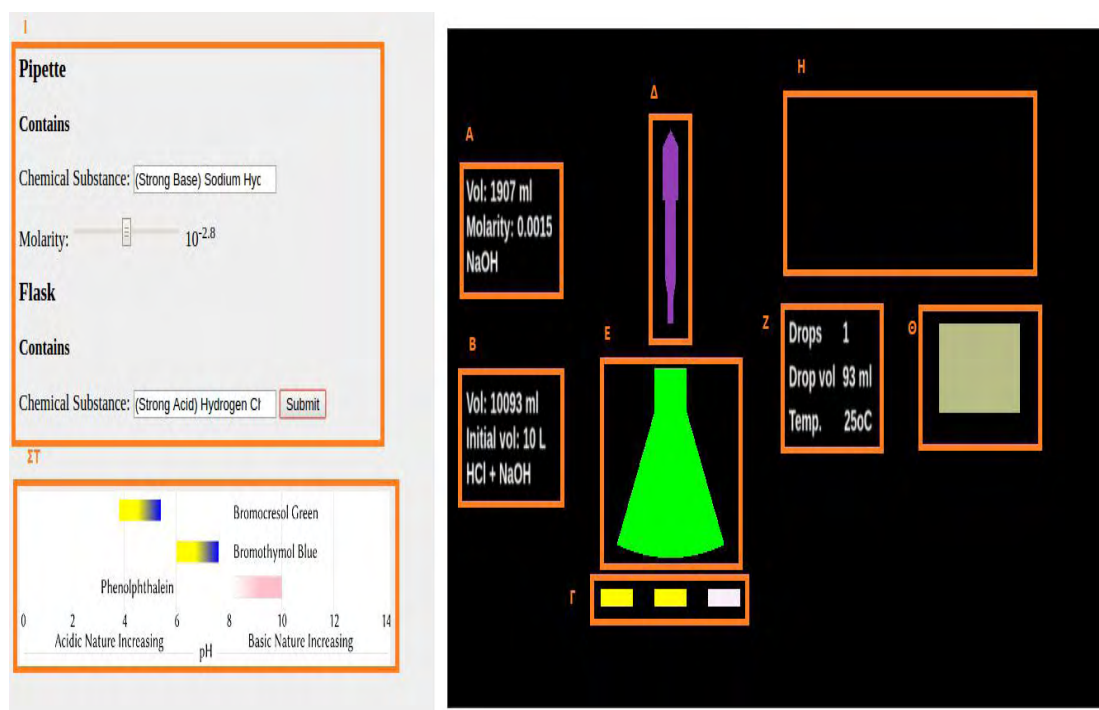 Ι
Pipette
Contains
Chemical Substance: (Strong Base) Sodium Hyc
Molarity: 10-2.8
Flask
Contains
Chemical Substance: (Strong Acid) Hydrogen Cł Submit
ΣΤ
Bromocresol Green
Bromothymol Blue
Phenolphthalein
0 2 4 6 8 10 12 14
Acidic Nature Increasing Basic Nature Increasing
pH
Α
Vol: 1907 ml
Molarity: 0.0015
NaOH
Β
Vol: 10093 ml
Initial vol: 10 L
HCl + NaOH
Δ
Ε
Γ
Η
Ζ
Drops 1
Drop vol 93 ml
Temp. 25oC
Θ